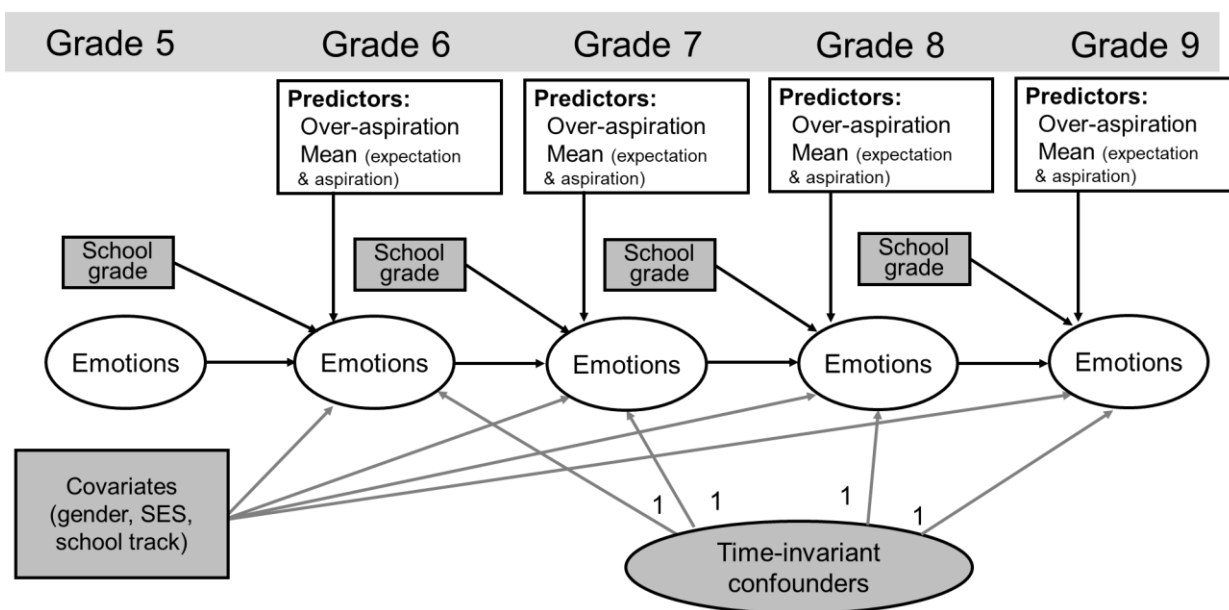 Grade 5 Grade 6 Grade 7 Grade 8 Grade 9
Predictors:
Over-aspiration
Mean (expectation
& aspiration)
Predictors:
Over-aspiration
Mean (expectation
& aspiration)
Predictors:
Over-aspiration
Mean (expectation
& aspiration)
Predictors:
Over-aspiration
Mean (expectation
& aspiration)
School
grade
School
grade
School
grade
School
grade
Emotions
Emotions
Emotions
Emotions
Emotions
Covariates
(gender, SES,
school track)
1
1
1
1
Time-invariant
confounders